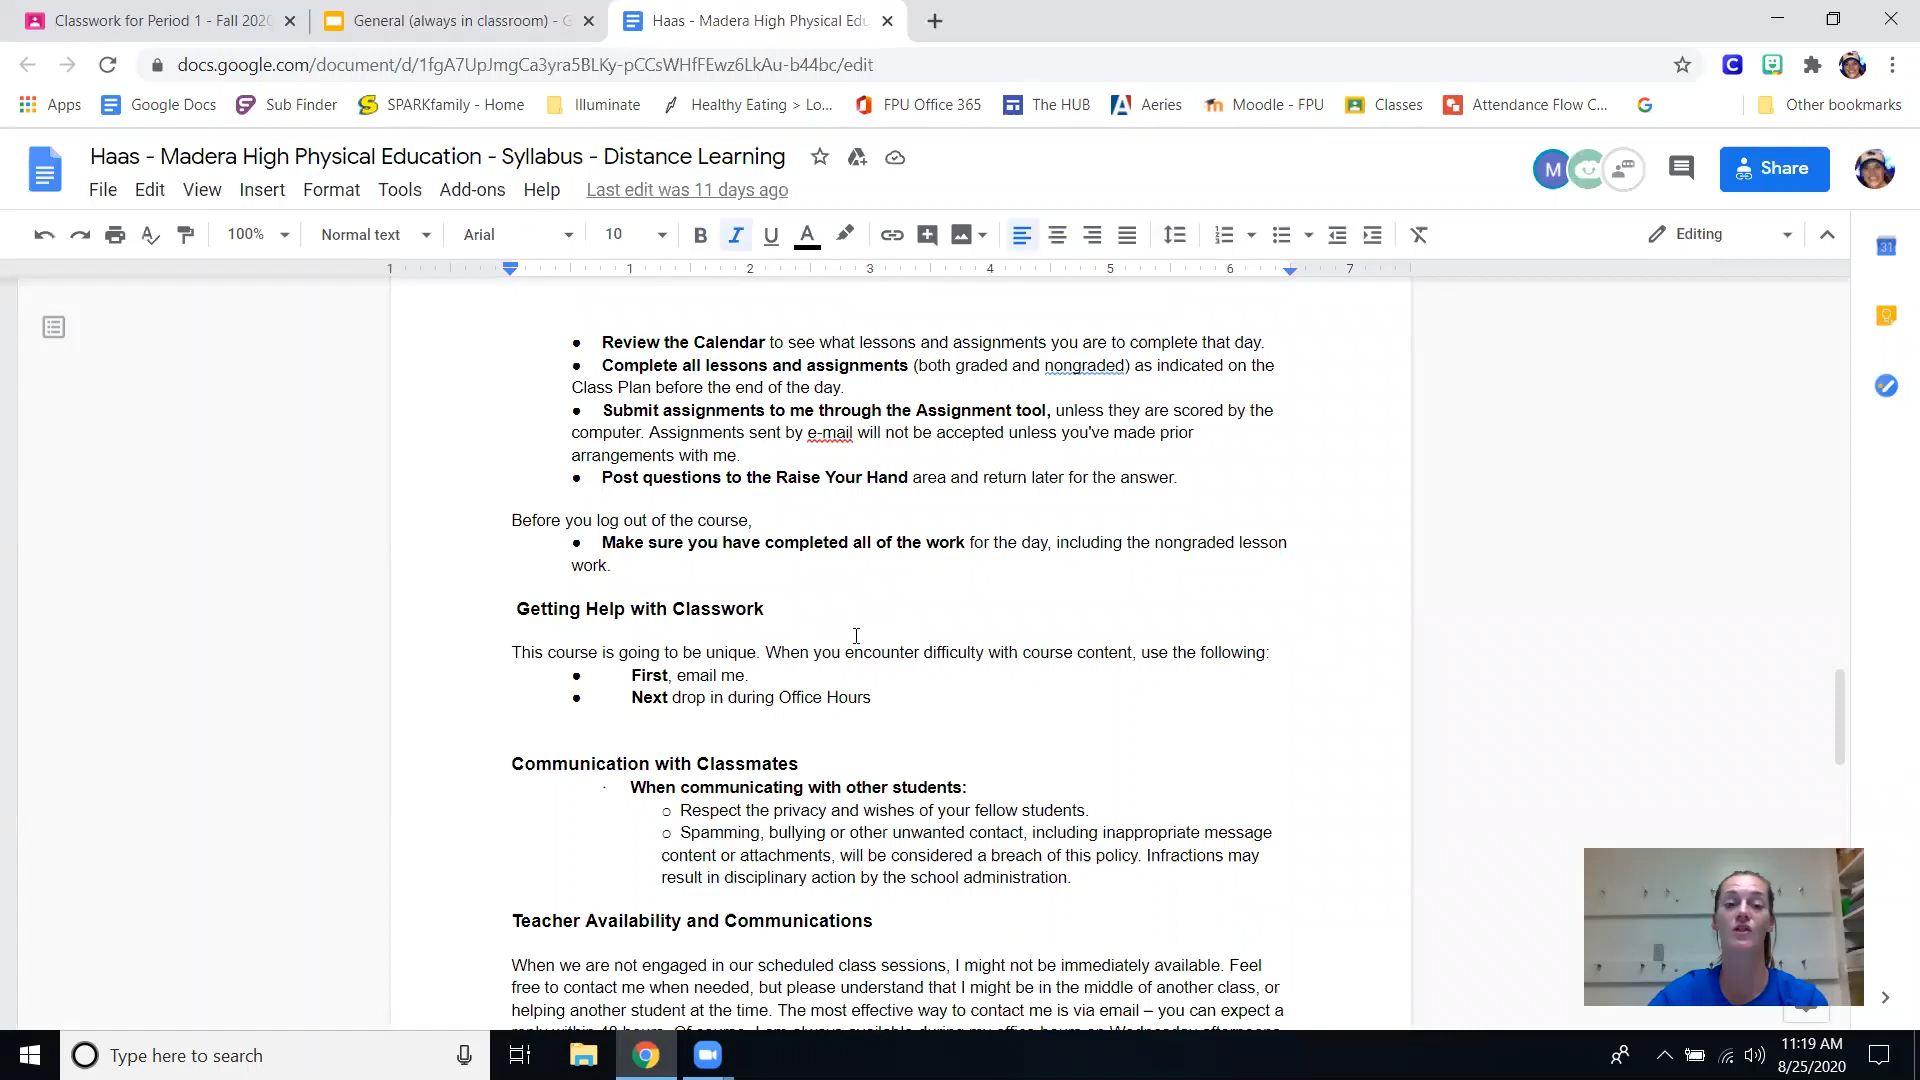 Classwork for Period 1 - Fall 2020
General (always in classroom) - G
Haas - Madera High Physical Edu
docs.google.com/document/d/1fgA7UpJmgCa3yra5BLKy-pCCsWHfFEwz6LkAu-b44bc/edit
Apps Google Docs Sub Finder SPARKfamily - Home Illuminate Healthy Eating > Lo... FPU Office 365 The HUB Aeries Moodle - FPU Classes Attendance Flow C... Other bookmarks
Haas - Madera High Physical Education - Syllabus - Distance Learning
M
Share
File Edit View Insert Format Tools Add-ons Help Last edit was 11 days ago
100% Normal text Arial 10 B I U A Editing
31
1 1 2 3 4 5 6 7
● Review the Calendar to see what lessons and assignments you are to complete that day.
● Complete all lessons and assignments (both graded and nongraded) as indicated on the
Class Plan before the end of the day.
● Submit assignments to me through the Assignment tool, unless they are scored by the
computer. Assignments sent by e-mail will not be accepted unless you've made prior
arrangements with me.
● Post questions to the Raise Your Hand area and return later for the answer.
Before you log out of the course,
● Make sure you have completed all of the work for the day, including the nongraded lesson
work.
Getting Help with Classwork
This course is going to be unique. When you encounter difficulty with course content, use the following:
● First, email me.
● Next drop in during Office Hours
Communication with Classmates
· When communicating with other students:
○ Respect the privacy and wishes of your fellow students.
○ Spamming, bullying or other unwanted contact, including inappropriate message
content or attachments, will be considered a breach of this policy. Infractions may
result in disciplinary action by the school administration.
Teacher Availability and Communications
When we are not engaged in our scheduled class sessions, I might not be immediately available. Feel
free to contact me when needed, but please understand that I might be in the middle of another class, or
helping another student at the time. The most effective way to contact me is via email – you can expect a
Type here to search
11:19 AM
8/25/2020